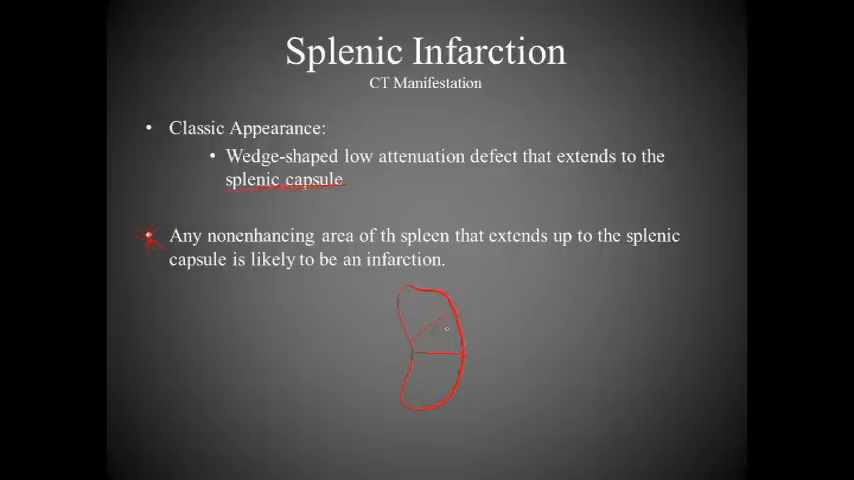 Splenic Infarction
CT Manifestation
• Classic Appearance:
• Wedge-shaped low attenuation defect that extends to the
splenic capsule
• Any nonenhancing area of th spleen that extends up to the splenic
capsule is likely to be an infarction.